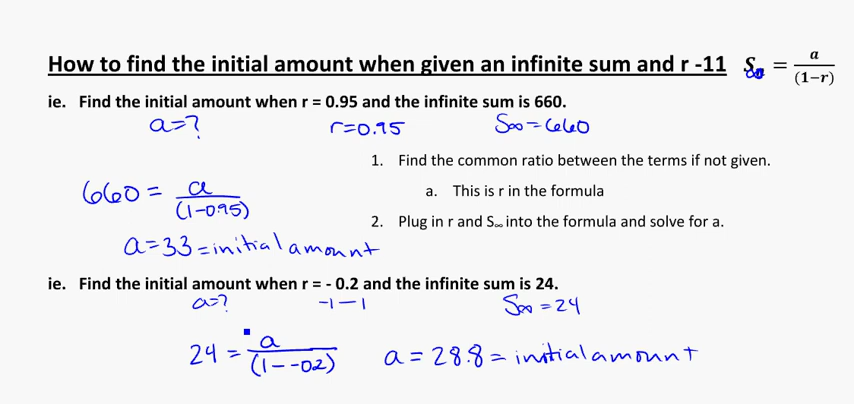 How to find the initial amount when given an infinite sum and r -11 S∞ = a/(1−r)
ie. Find the initial amount when r = 0.95 and the infinite sum is 660.
a=? r=0.95 S∞=660
1. Find the common ratio between the terms if not given.
a. This is r in the formula
660 = a/(1-0.95)
2. Plug in r and S∞ into the formula and solve for a.
a=33=initial amount
ie. Find the initial amount when r = - 0.2 and the infinite sum is 24.
a=? -1-1 S∞=24
24 = a/(1--0.2) a = 28.8 = initial amount